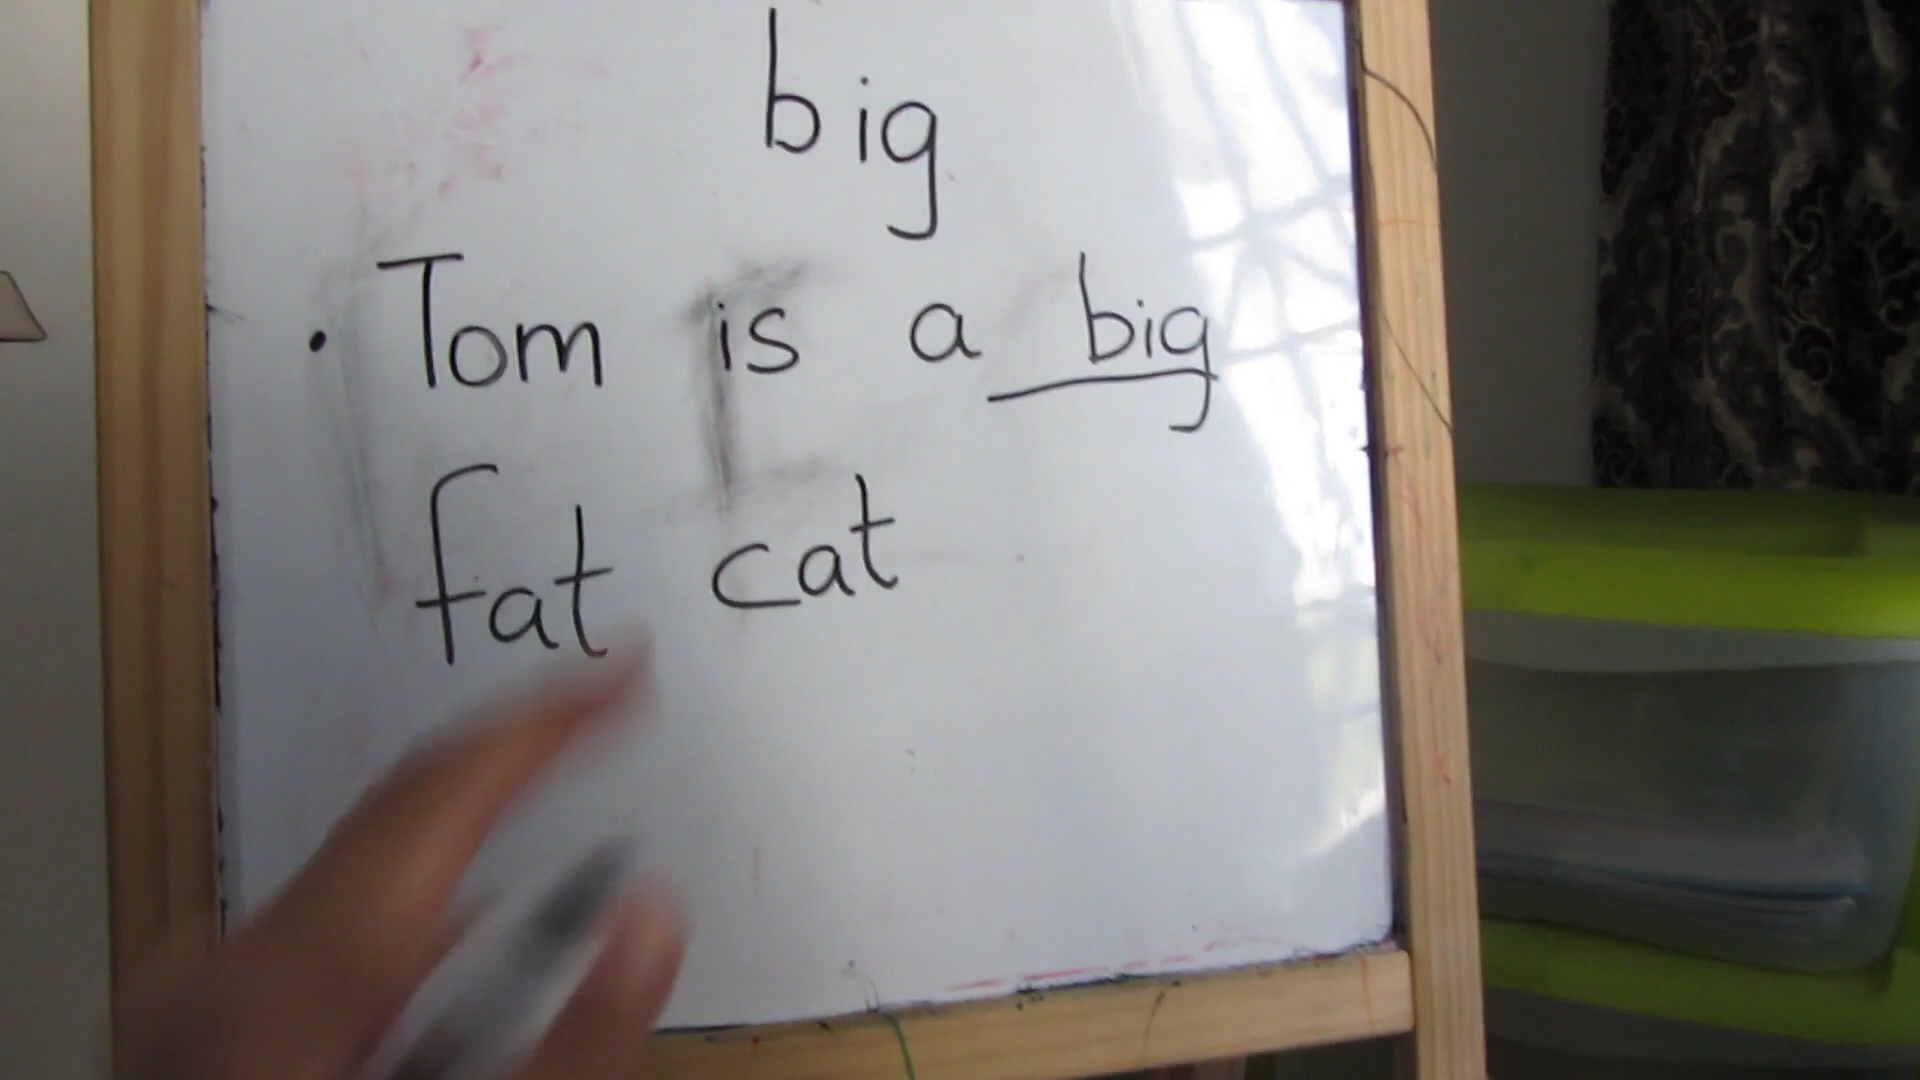 big
• Tom is a big
fat cat